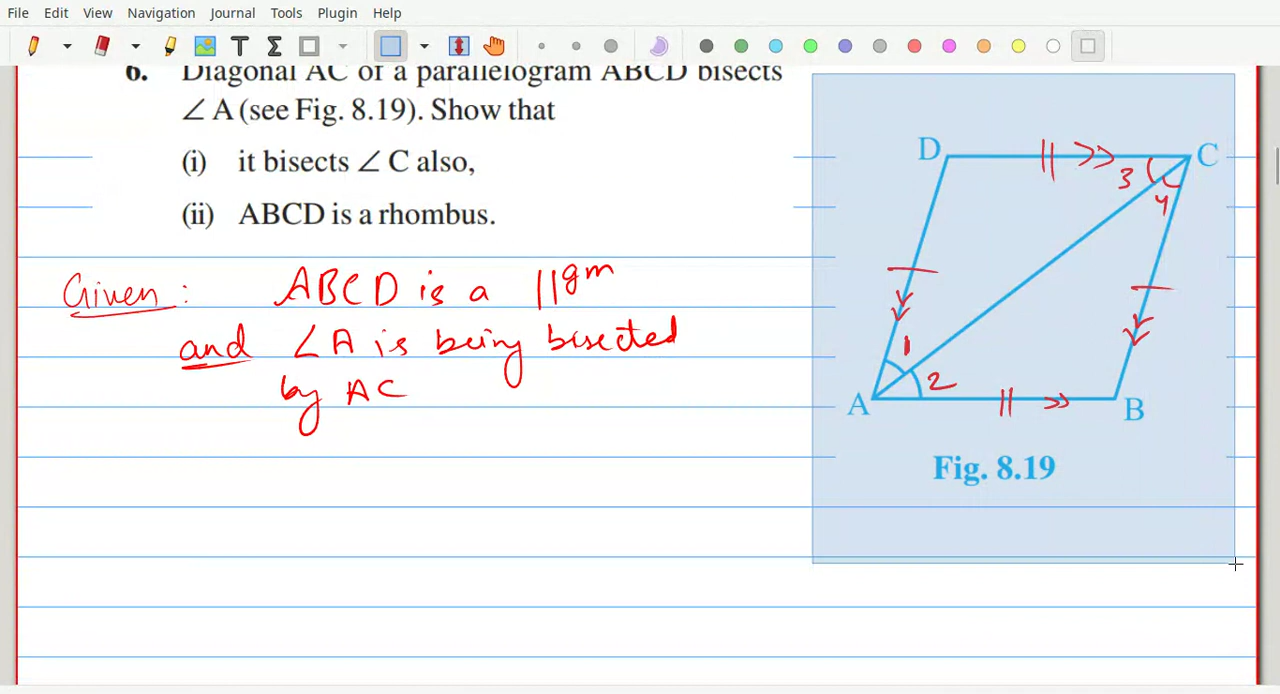 File Edit View Navigation Journal Tools Plugin Help
6. Diagonal AC of a parallelogram ABCD bisects
∠ A (see Fig. 8.19). Show that
(i) it bisects ∠ C also,
(ii) ABCD is a rhombus.
Given : ABCD is a ||gm
and ∠A is being bisected
by AC
D C
3
4
1
2
A B
Fig. 8.19